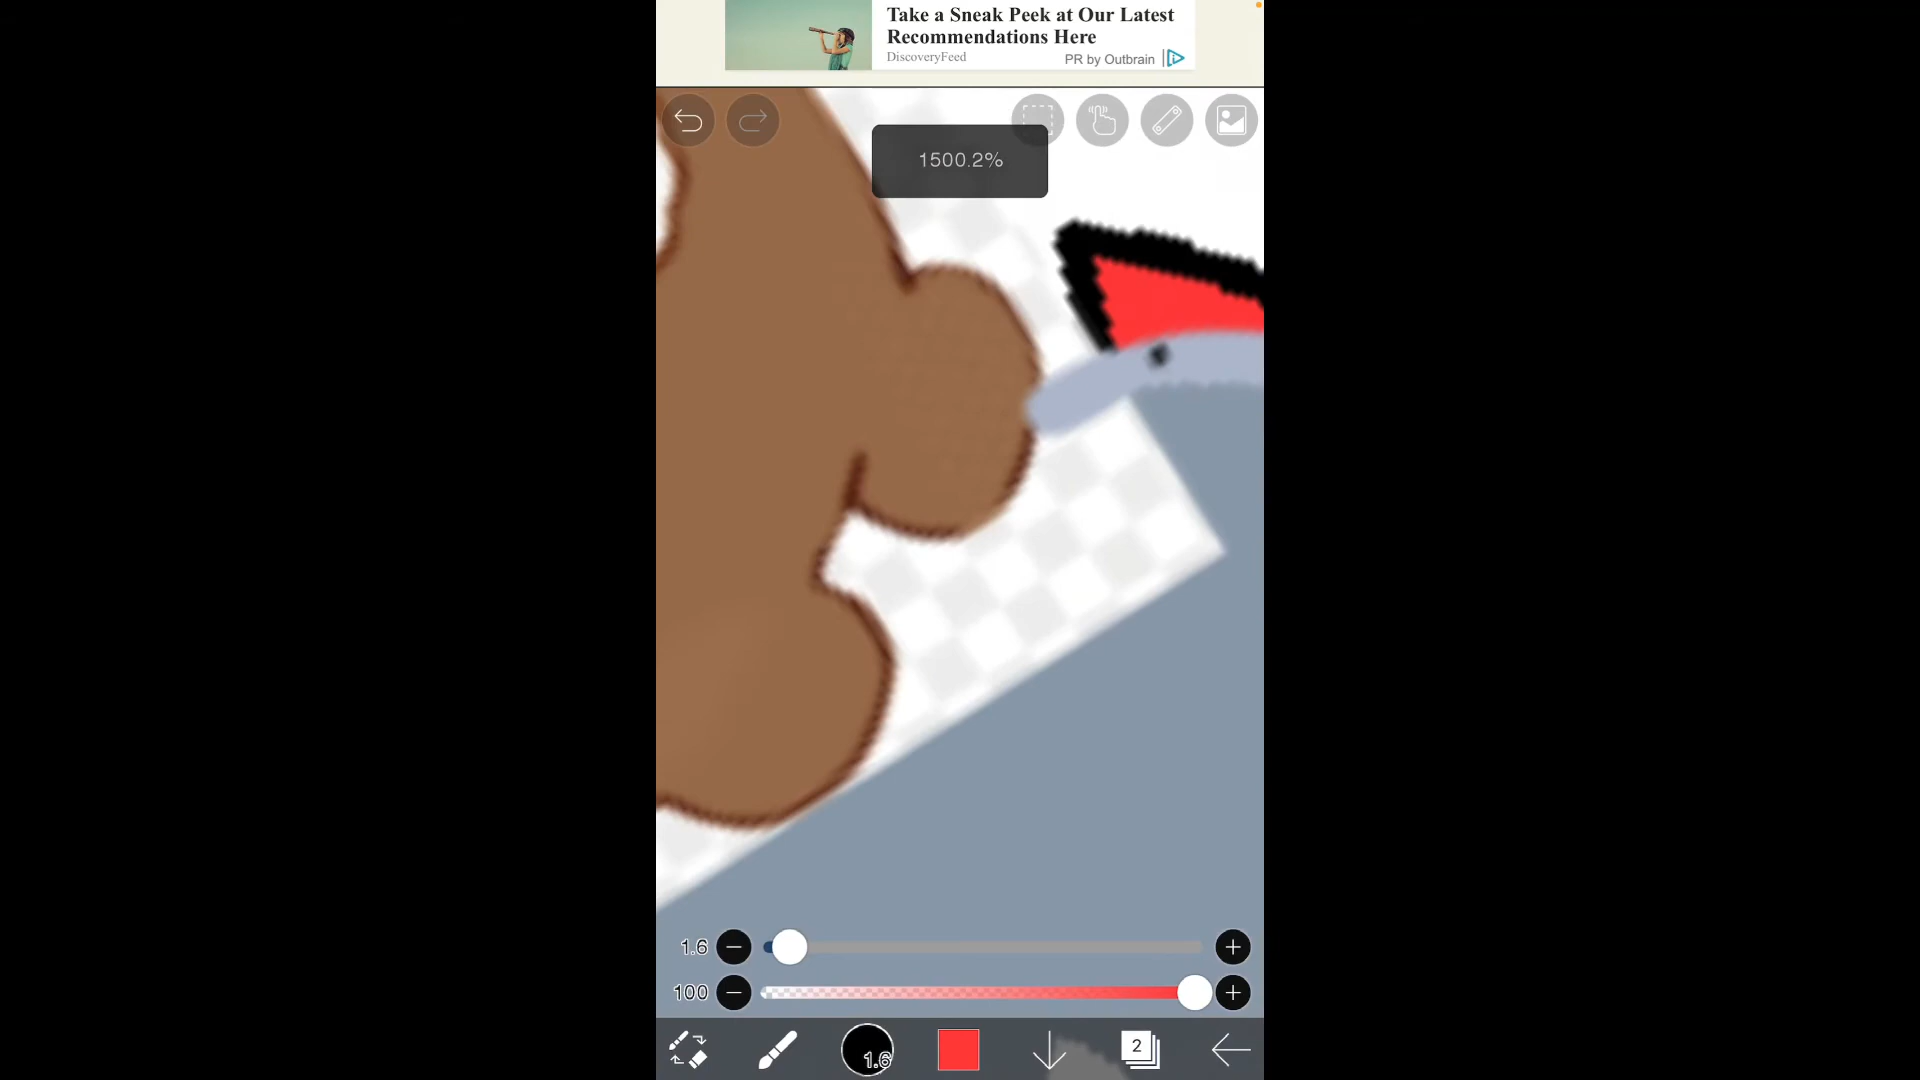 Take a Sneak Peek at Our Latest
Recommendations Here
DiscoveryFeed
PR by Outbrain
1500.2%
1.6
100
1.6
2